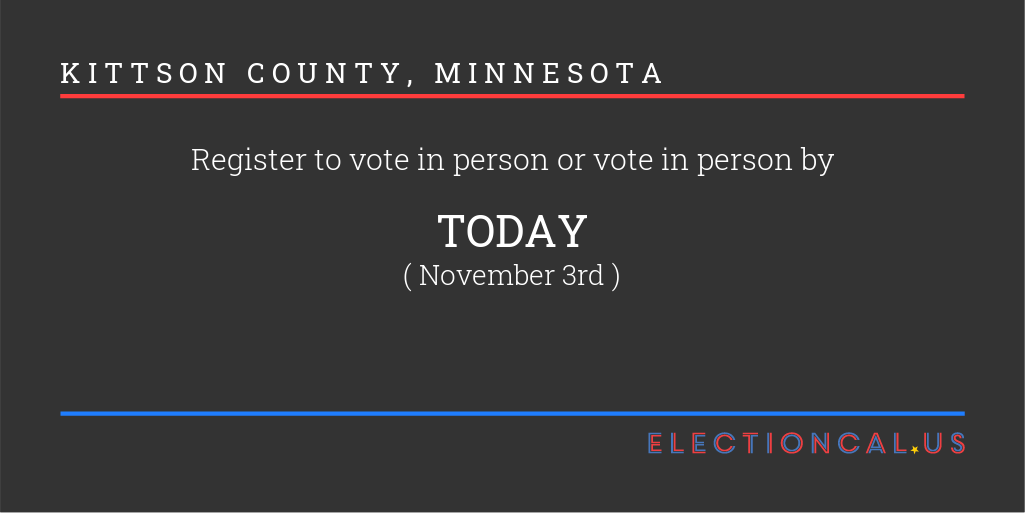 KITTSON COUNTY, MINNESOTA
Register to vote in person or vote in person by
TODAY
( November 3rd )
ELECTIONCAL.US